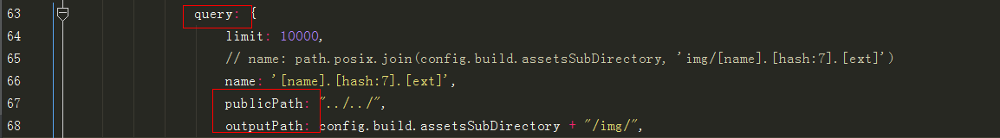 63 query: {
64 limit: 10000,
65 // name: path.posix.join(config.build.assetsSubDirectory, 'img/[name].[hash:7].[ext]')
66 name: '[name].[hash:7].[ext]',
67 publicPath: "../../",
68 outputPath: config.build.assetsSubDirectory + "/img/",